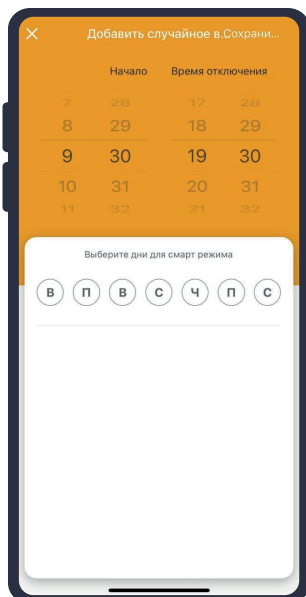 Добавить случайное в.Сохрани...
Начало Время отключения
7 28 17 28
8 29 18 29
9 30 19 30
10 31 20 31
11 32 21 32
Выберите дни для смарт режима
В П В С Ч П С